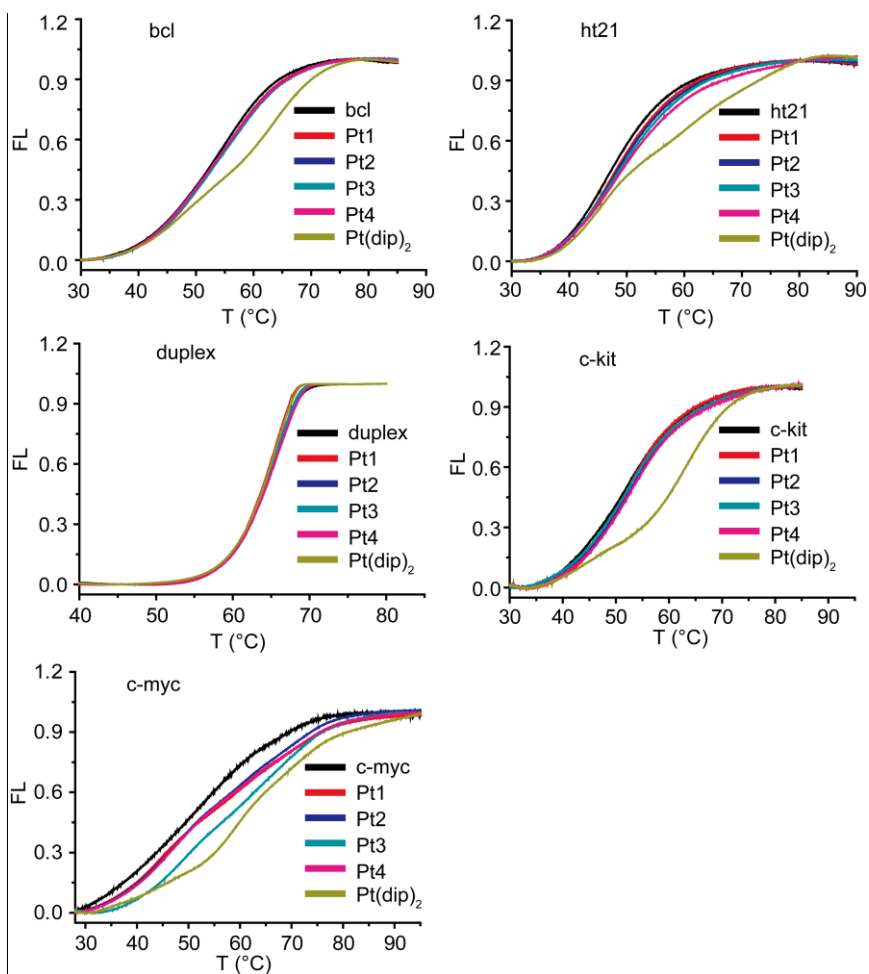 bcl
1.2
0.9
0.6
0.3
0.0
FL
bcl
Pt1
Pt2
Pt3
Pt4
Pt(dip)₂
30 40 50 60 70 80 90
T (°C)
ht21
1.2
0.9
0.6
0.3
0.0
FL
ht21
Pt1
Pt2
Pt3
Pt4
Pt(dip)₂
30 40 50 60 70 80 90
T (°C)
duplex
1.2
0.9
0.6
0.3
0.0
FL
duplex
Pt1
Pt2
Pt3
Pt4
Pt(dip)₂
40 50 60 70 80
T (°C)
c-kit
1.2
0.9
0.6
0.3
0.0
FL
c-kit
Pt1
Pt2
Pt3
Pt4
Pt(dip)₂
30 40 50 60 70 80 90
T (°C)
c-myc
1.2
0.9
0.6
0.3
0.0
FL
c-myc
Pt1
Pt2
Pt3
Pt4
Pt(dip)₂
30 40 50 60 70 80 90
T (°C)